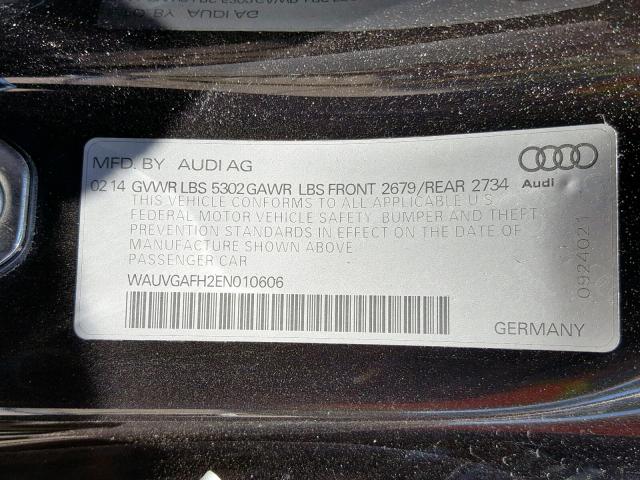 MFD. BY AUDI AG
02 14 GVWR LBS 5302 GAWR LBS FRONT 2679/REAR 2734
THIS VEHICLE CONFORMS TO ALL APPLICABLE U.S.
FEDERAL MOTOR VEHICLE SAFETY, BUMPER AND THEFT
PREVENTION STANDARDS IN EFFECT ON THE DATE OF
MANUFACTURE SHOWN ABOVE.
PASSENGER CAR
WAUVGAFH2EN010606
Audi
0924021
GERMANY